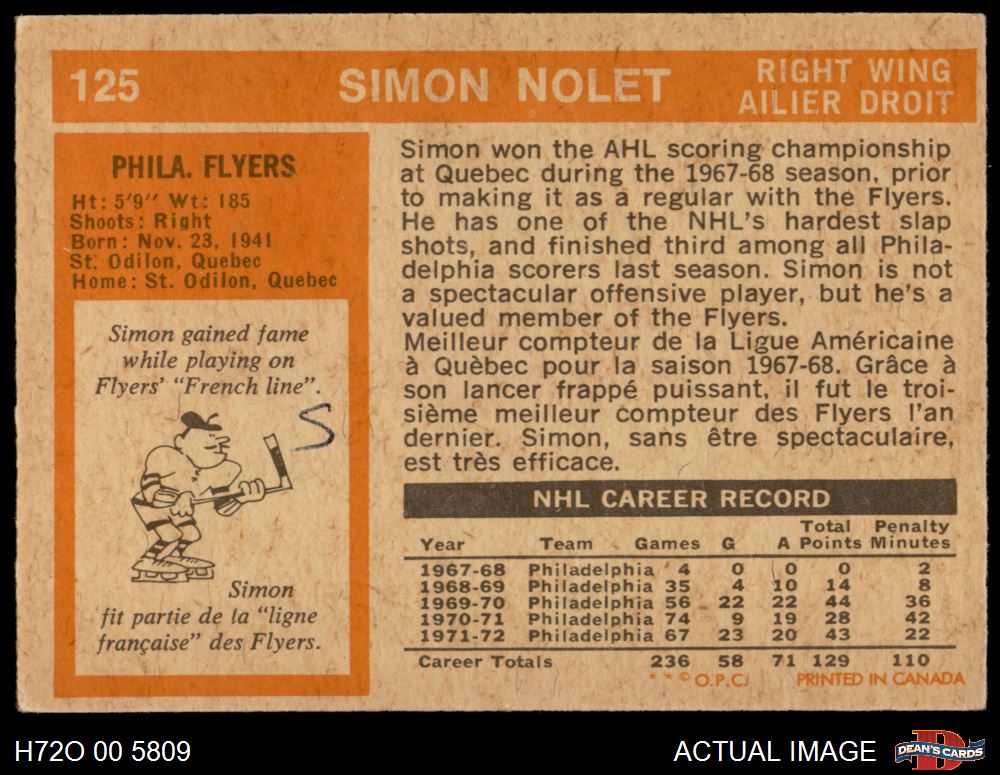 125
SIMON NOLET
RIGHT WING
AILIER DROIT
PHILA. FLYERS
Ht: 5'9'' Wt: 185
Shoots: Right
Born: Nov. 23, 1941
St. Odilon, Quebec
Home: St. Odilon, Quebec
Simon gained fame
while playing on
Flyers' "French line".
S
Simon
fit partie de la "ligne
française" des Flyers.
Simon won the AHL scoring championship
at Quebec during the 1967-68 season, prior
to making it as a regular with the Flyers.
He has one of the NHL's hardest slap
shots, and finished third among all Phila-
delphia scorers last season. Simon is not
a spectacular offensive player, but he's a
valued member of the Flyers.
Meilleur compteur de la Ligue Américaine
à Quèbec pour la saison 1967-68. Grâce à
son lancer frappé puissant, il fut le troi-
sième meilleur compteur des Flyers l'an
dernier. Simon, sans être spectaculaire,
est très efficace.
NHL CAREER RECORD
Year Team Games G A Total Points Penalty Minutes
1967-68 Philadelphia 4 0 0 0 2
1968-69 Philadelphia 35 4 10 14 8
1969-70 Philadelphia 56 22 22 44 36
1970-71 Philadelphia 74 9 19 28 42
1971-72 Philadelphia 67 23 20 43 22
Career Totals 236 58 71 129 110
* * © O.P.C. PRINTED IN CANADA
H72O 00 5809
ACTUAL IMAGE
DEAN'S CARDS